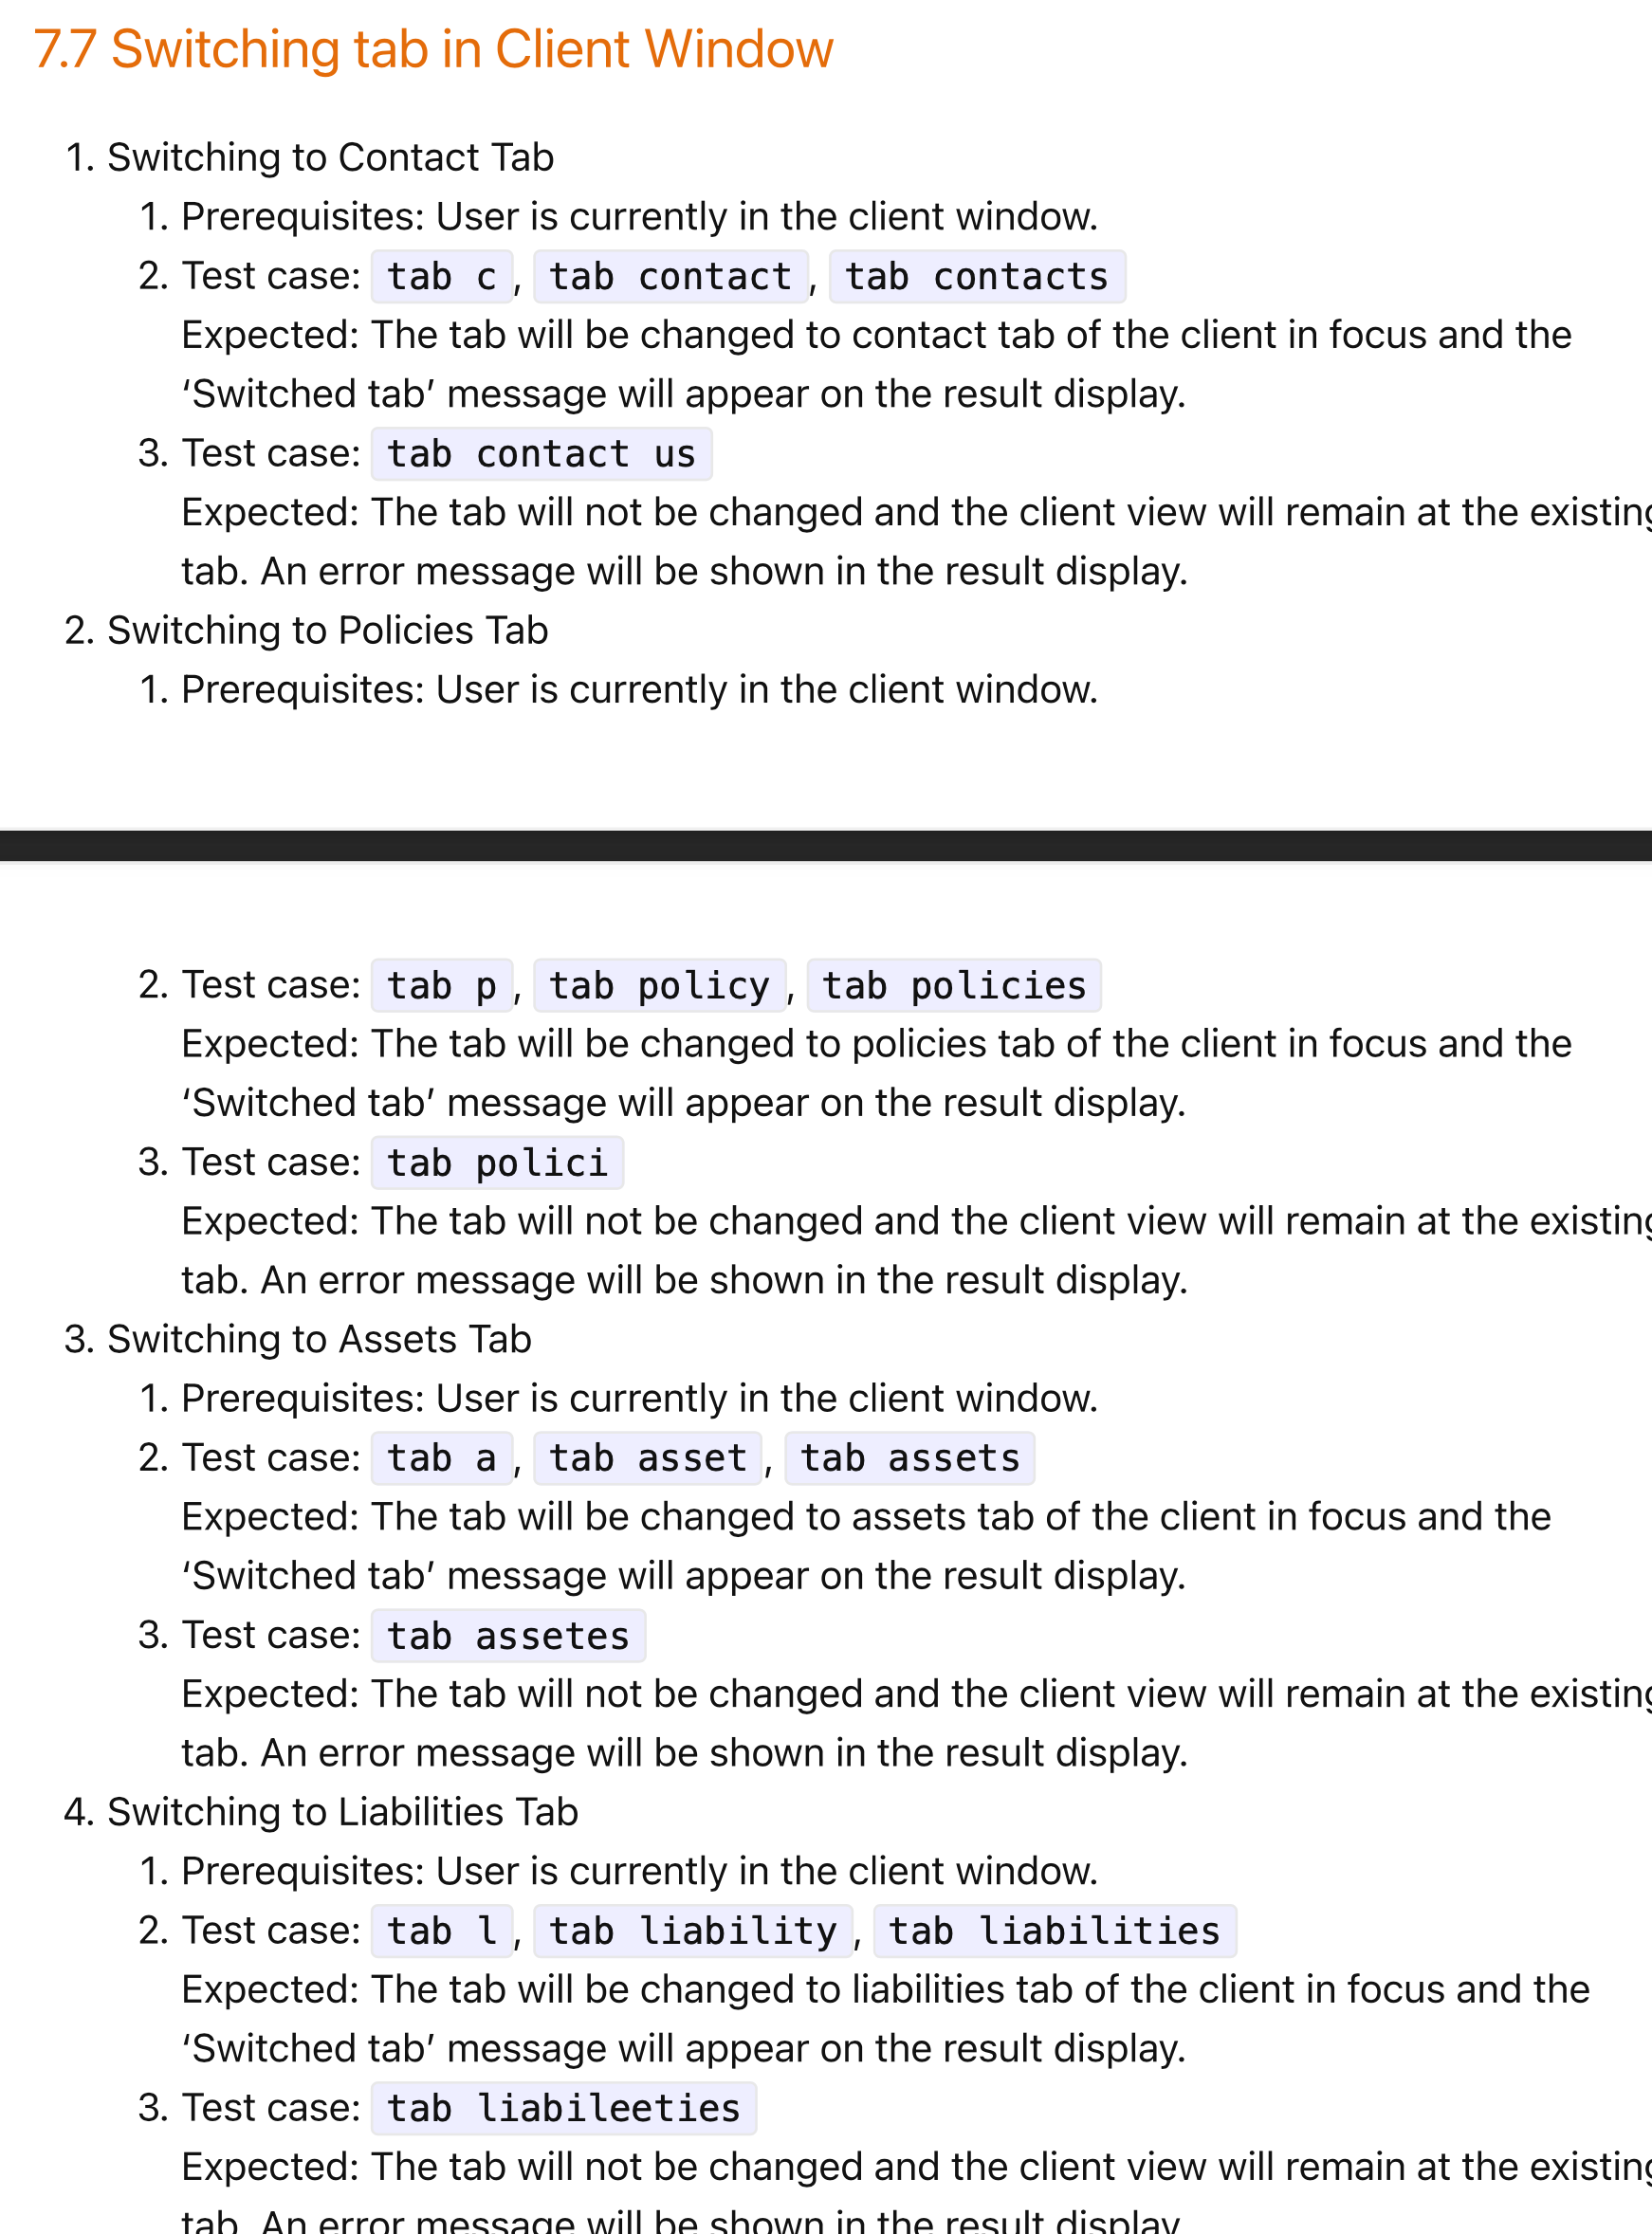 7.7 Switching tab in Client Window
1. Switching to Contact Tab
1. Prerequisites: User is currently in the client window.
2. Test case: tab c, tab contact, tab contacts
Expected: The tab will be changed to contact tab of the client in focus and the
‘Switched tab’ message will appear on the result display.
3. Test case: tab contact us
Expected: The tab will not be changed and the client view will remain at the existing
tab. An error message will be shown in the result display.
2. Switching to Policies Tab
1. Prerequisites: User is currently in the client window.
2. Test case: tab p, tab policy, tab policies
Expected: The tab will be changed to policies tab of the client in focus and the
‘Switched tab’ message will appear on the result display.
3. Test case: tab polici
Expected: The tab will not be changed and the client view will remain at the existing
tab. An error message will be shown in the result display.
3. Switching to Assets Tab
1. Prerequisites: User is currently in the client window.
2. Test case: tab a, tab asset, tab assets
Expected: The tab will be changed to assets tab of the client in focus and the
‘Switched tab’ message will appear on the result display.
3. Test case: tab assetes
Expected: The tab will not be changed and the client view will remain at the existing
tab. An error message will be shown in the result display.
4. Switching to Liabilities Tab
1. Prerequisites: User is currently in the client window.
2. Test case: tab l, tab liability, tab liabilities
Expected: The tab will be changed to liabilities tab of the client in focus and the
‘Switched tab’ message will appear on the result display.
3. Test case: tab liabileeties
Expected: The tab will not be changed and the client view will remain at the existing
tab. An error message will be shown in the result display